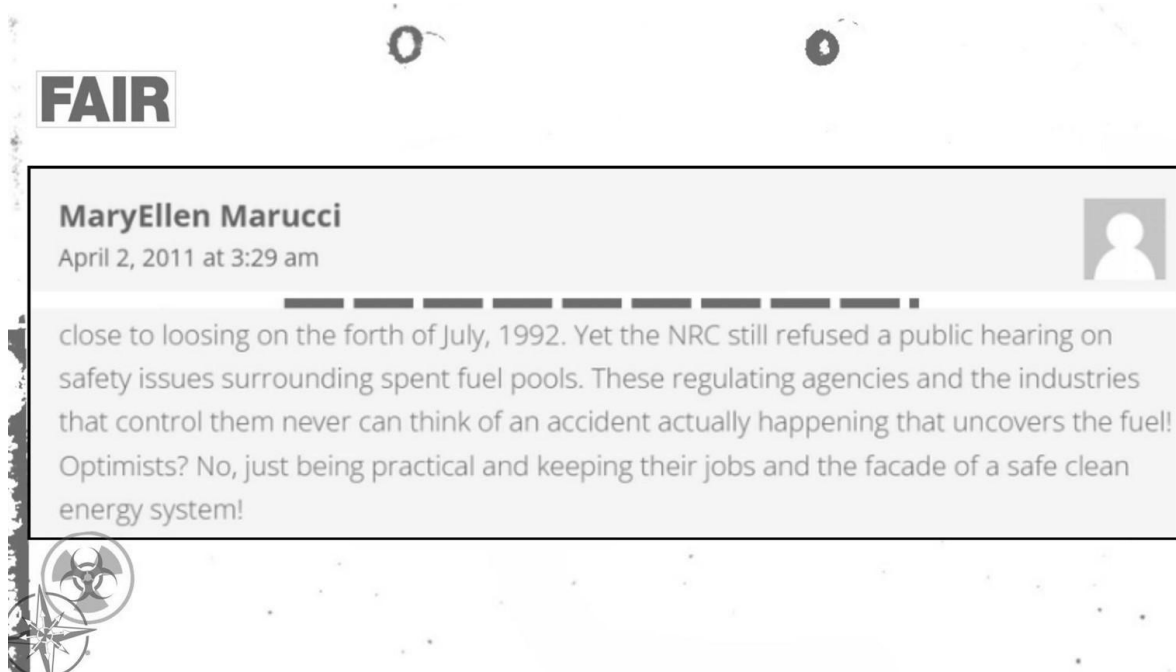 FAIR
MaryEllen Marucci
April 2, 2011 at 3:29 am
close to loosing on the forth of July, 1992. Yet the NRC still refused a public hearing on
safety issues surrounding spent fuel pools. These regulating agencies and the industries
that control them never can think of an accident actually happening that uncovers the fuel!
Optimists? No, just being practical and keeping their jobs and the facade of a safe clean
energy system!